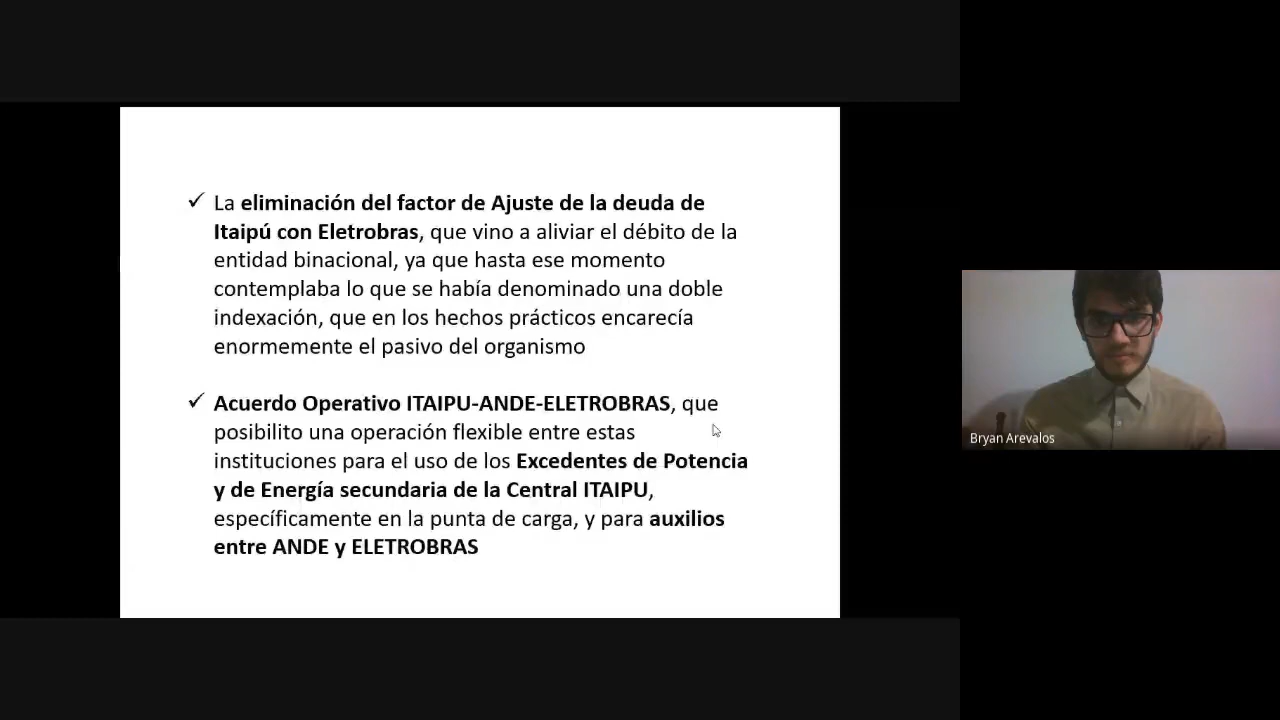 La eliminación del factor de Ajuste de la deuda de
Itaipú con Eletrobras, que vino a aliviar el débito de la
entidad binacional, ya que hasta ese momento
contemplaba lo que se había denominado una doble
indexación, que en los hechos prácticos encarecía
enormemente el pasivo del organismo
Acuerdo Operativo ITAIPU-ANDE-ELETROBRAS, que
posibilito una operación flexible entre estas
instituciones para el uso de los Excedentes de Potencia
y de Energía secundaria de la Central ITAIPU,
específicamente en la punta de carga, y para auxilios
entre ANDE y ELETROBRAS
Bryan Arevalos